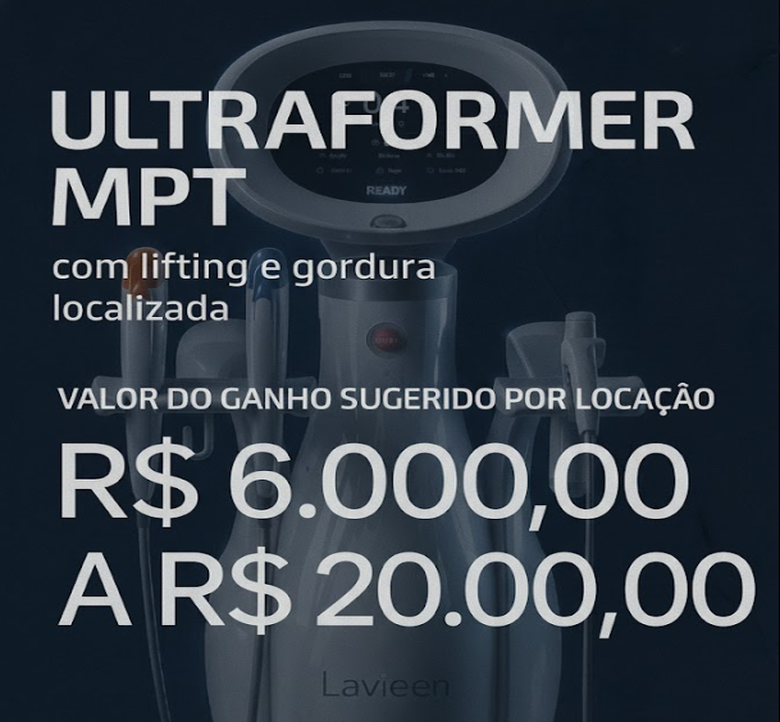 ULTRAFORMER
MPT
READY
com lifting e gordura
localizada
VALOR DO GANHO SUGERIDO POR LOCAÇÃO
R$ 6.000,00
A R$ 20.00,00
Lavieen